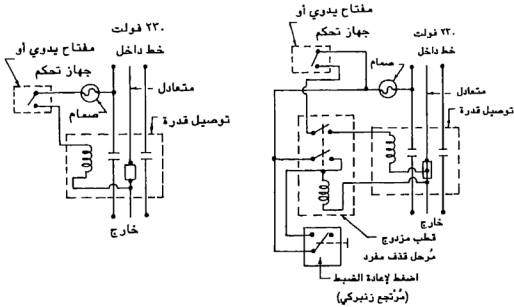 ٢٣٠ فولت
خط داخل
مفتاح يدوي أو
جهاز تحكم
متعادل
صمام
توصيل قدرة
خارج
٢٣٠ فولت
خط داخل
مفتاح يدوي أو
جهاز تحكم
صمام
متعادل
توصيل قدرة
خارج
قطب مزدوج
مُرحل قذف مفرد
اضغط لإعادة الضبط
(مُرْتجع زنبركي)